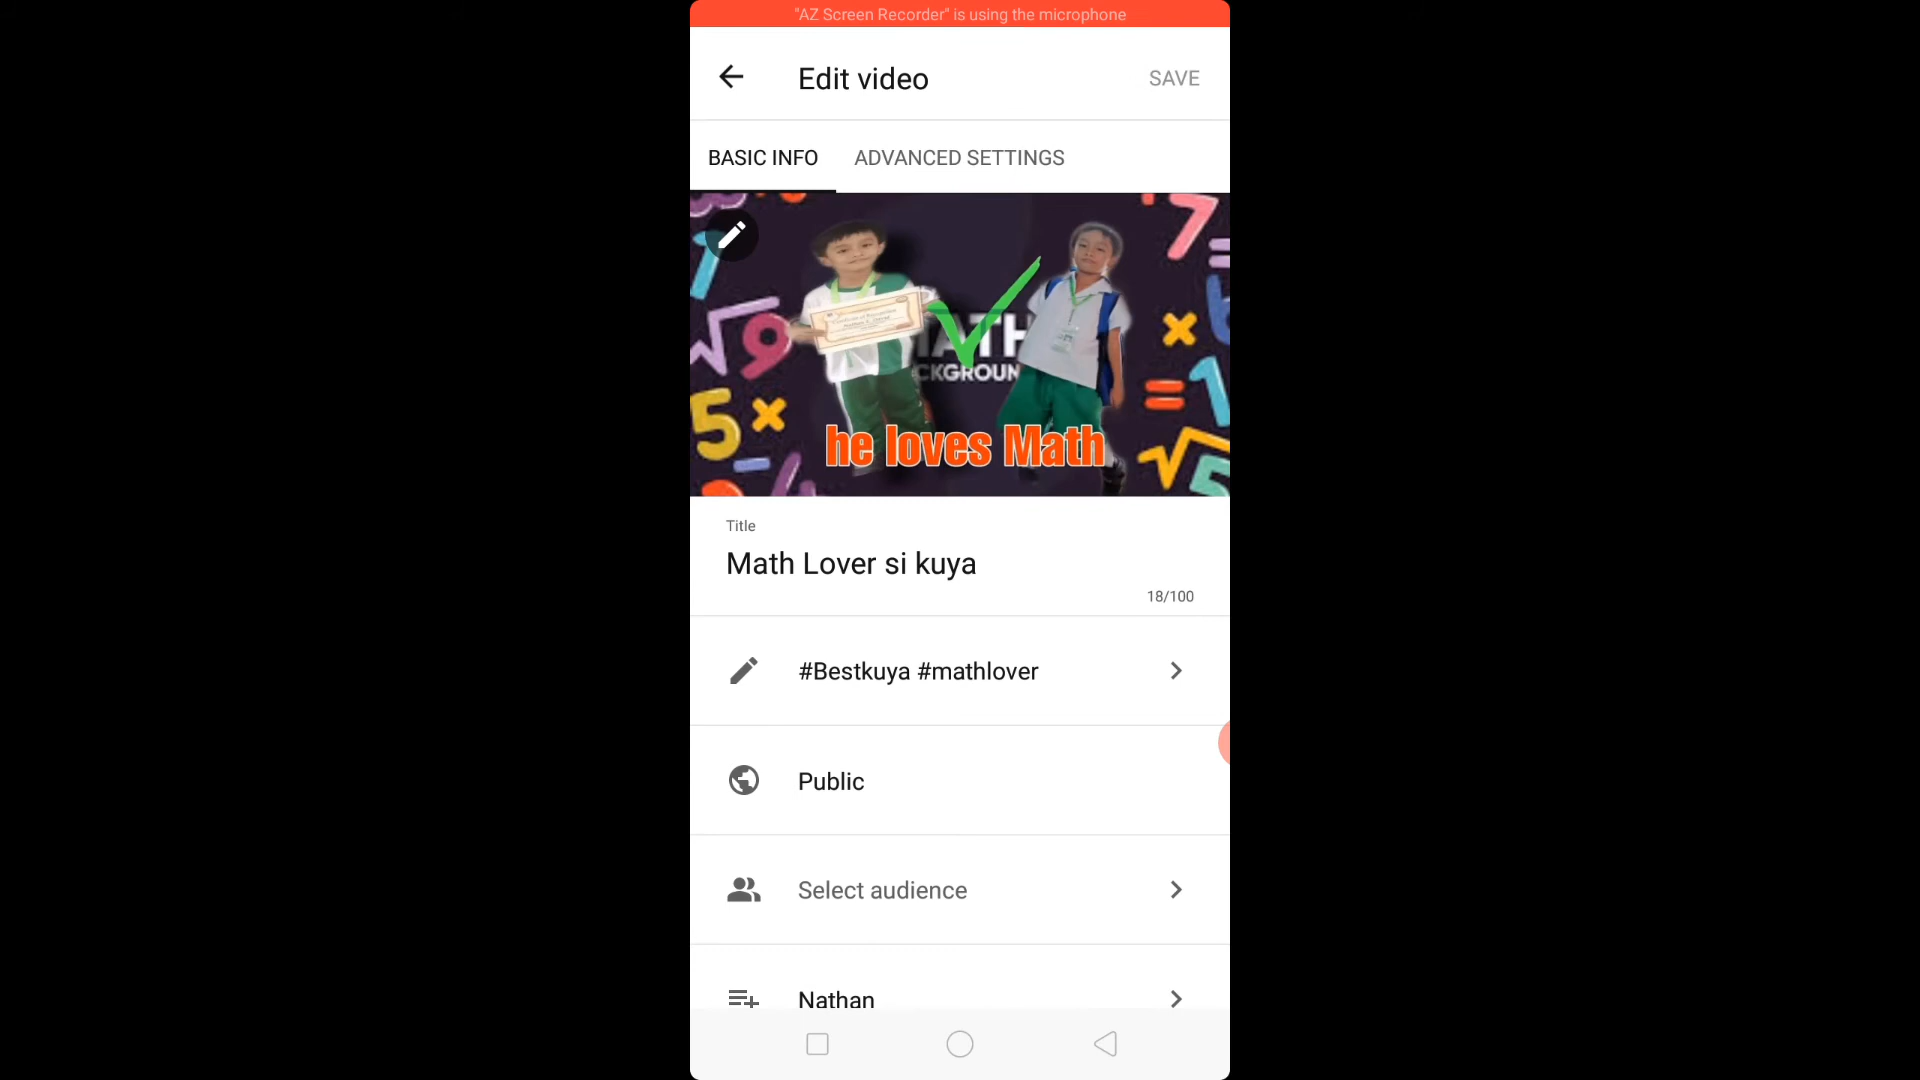 "AZ Screen Recorder" is using the microphone
Edit video
SAVE
BASIC INFO
ADVANCED SETTINGS
he loves Math
Title
Math Lover si kuya
18/100
#Bestkuya #mathlover
Public
Select audience
Nathan